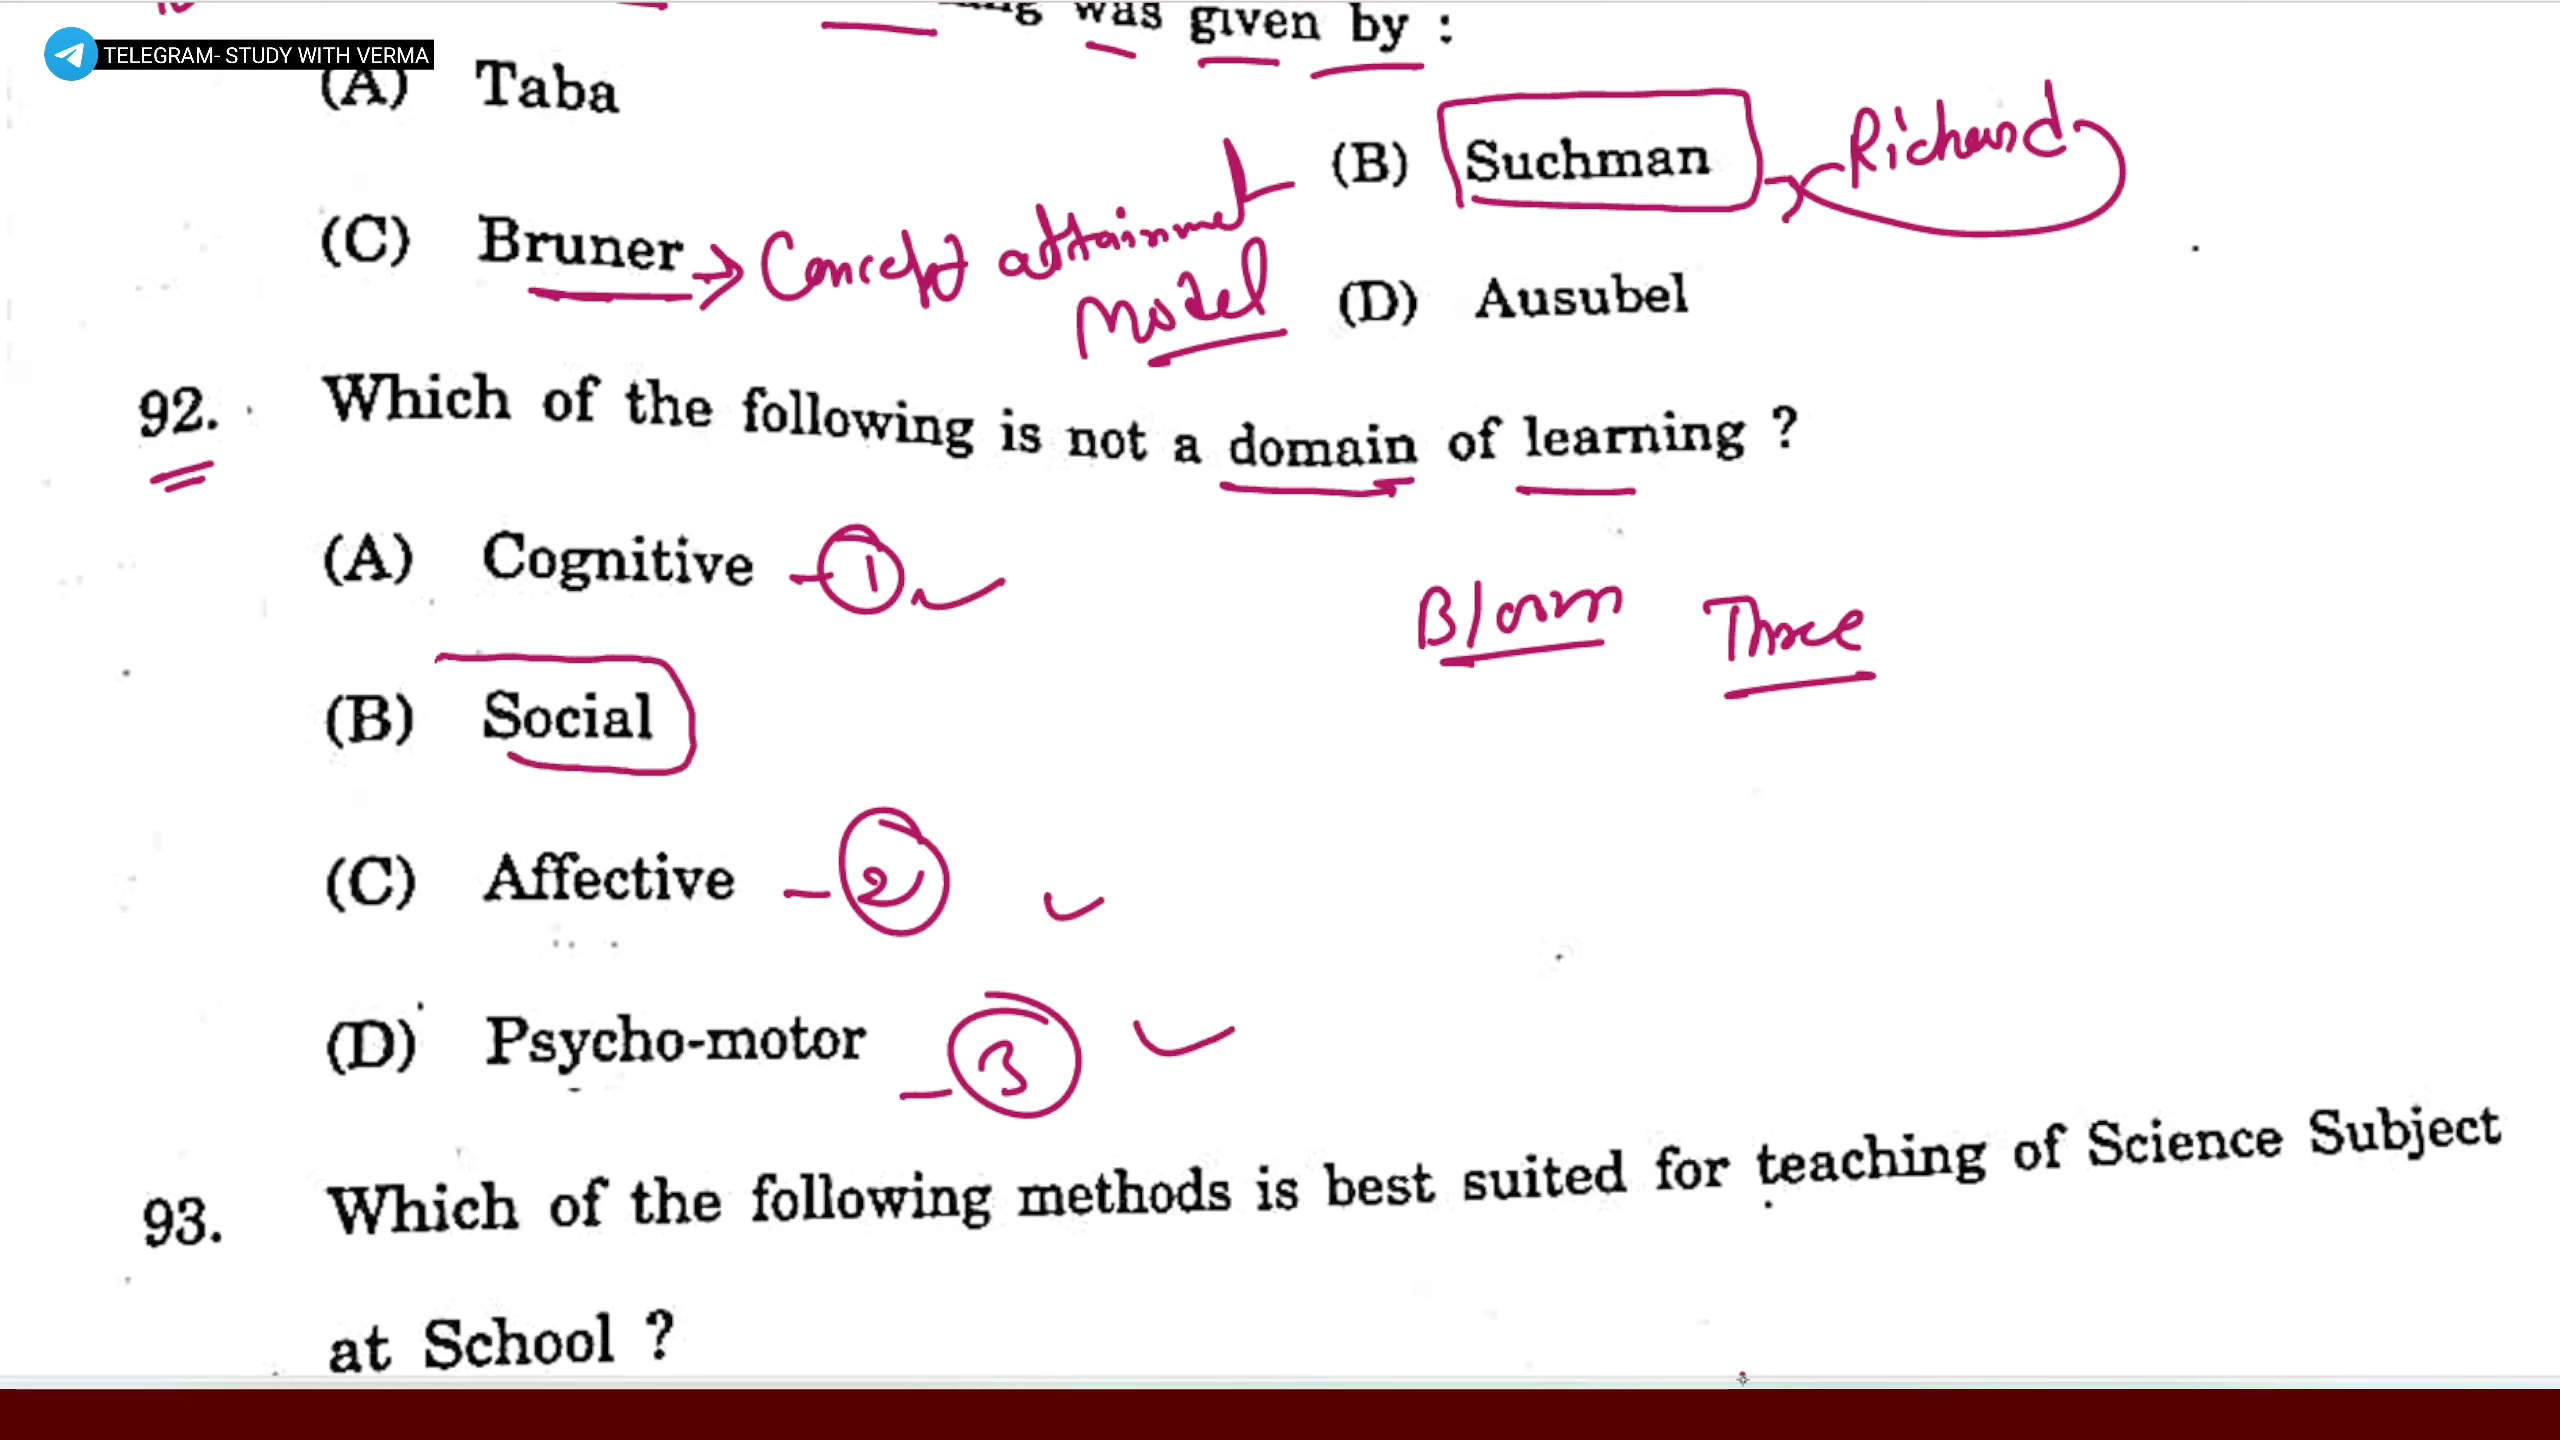 was given by :
TELEGRAM- STUDY WITH VERMA
(A) Taba
(B) Suchman Richard
(C) Bruner → Concept attainment Model
(D) Ausubel
92. Which of the following is not a domain of learning ?
(A) Cognitive - 1
Bloom Three
(B) Social
(C) Affective - 2
(D) Psycho-motor - 3
93. Which of the following methods is best suited for teaching of Science Subject
at School ?